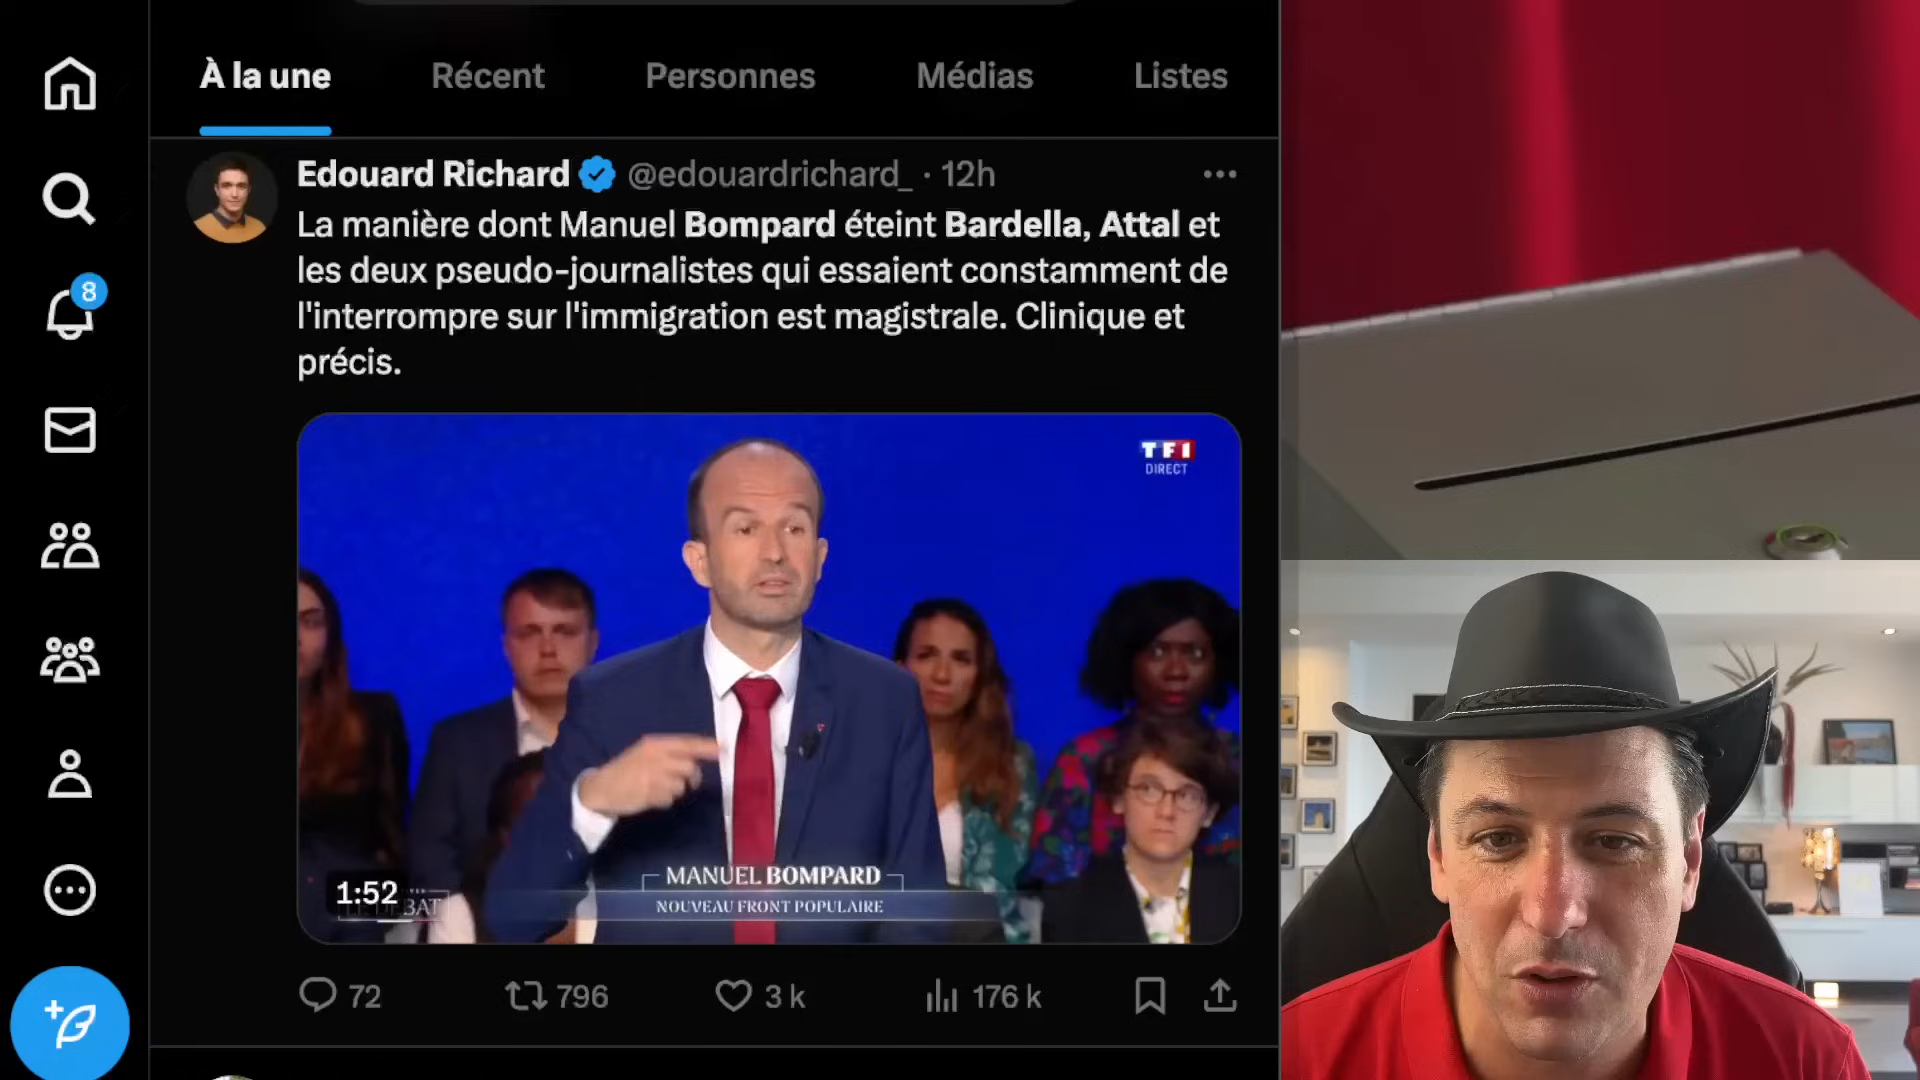 À la une Récent Personnes Médias Listes
8
Edouard Richard @edouardrichard_ · 12h
La manière dont Manuel Bompard éteint Bardella, Attal et
les deux pseudo-journalistes qui essaient constamment de
l'interrompre sur l'immigration est magistrale. Clinique et
précis.
TF1
DIRECT
MANUEL BOMPARD
NOUVEAU FRONT POPULAIRE
1:52
72 796 3 k 176 k